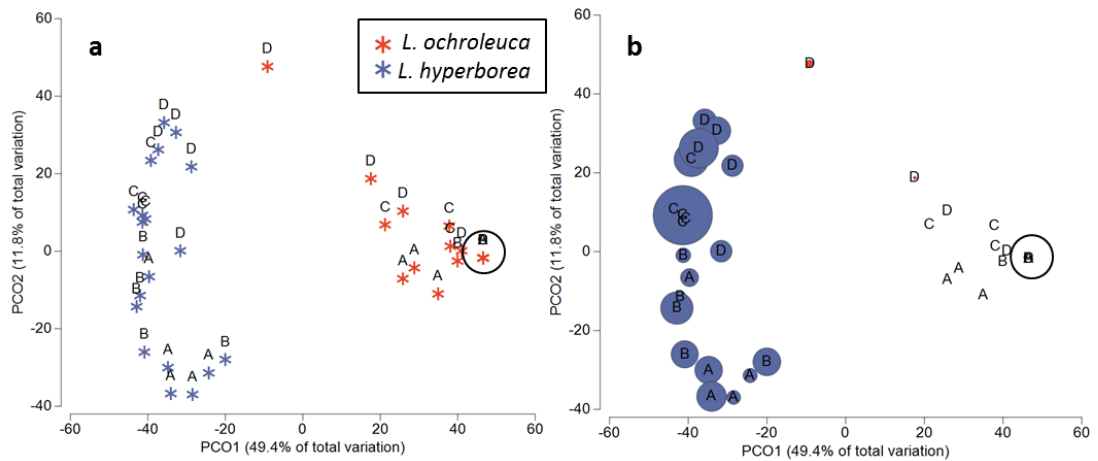 a
L. ochroleuca
L. hyperborea
60
40
20
0
-20
-40
PCO2 (11.8% of total variation)
-60
-40
-20
0
20
40
60
PCO1 (49.4% of total variation)
D
D
D
D
C
D
C
C
C
B
D
A
B
B
B
A
A
A
A
B
D
D
C
C
C
D
B
A
A
A
b
60
40
20
0
-20
-40
PCO2 (11.8% of total variation)
-60
-40
-20
0
20
40
60
PCO1 (49.4% of total variation)
D
D
D
D
C
D
C
C
C
B
D
A
B
B
B
A
A
A
A
B
D
D
C
C
C
D
B
A
A
A